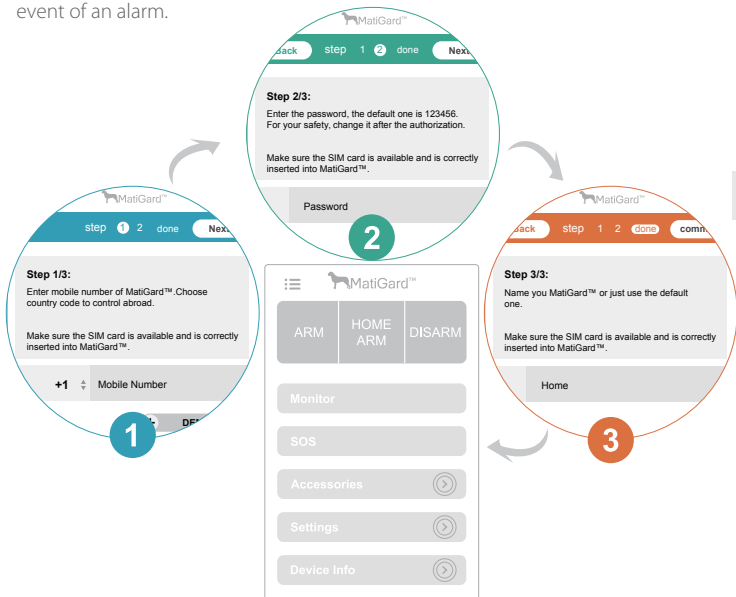 event of an alarm.
MatiGard™
Back step 1 2 done Next
Step 2/3:
Enter the password, the default one is 123456.
For your safety, change it after the authorization.
Make sure the SIM card is available and is correctly
inserted into MatiGard™.
Password
2
MatiGard™
step 1 2 done Next
Step 1/3:
Enter mobile number of MatiGard™.Choose
country code to control abroad.
Make sure the SIM card is available and is correctly
inserted into MatiGard™.
+1 Mobile Number
1
MatiGard™
Back step 1 2 done comm
Step 3/3:
Name you MatiGard™ or just use the default
one.
Make sure the SIM card is available and is correctly
inserted into MatiGard™.
Home
3
MatiGard™
ARM
HOME
ARM
DISARM
Monitor
SOS
Accessories
Settings
Device Info